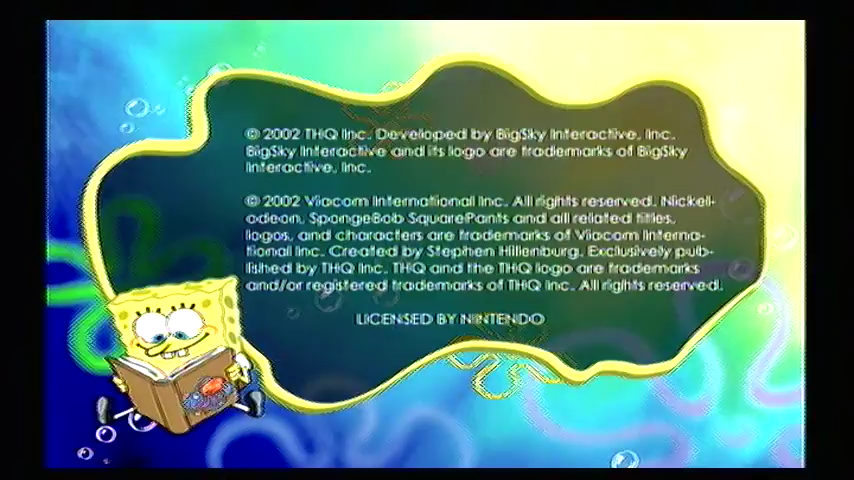 © 2002 THQ Inc. Developed by BigSky Interactive, Inc.
BigSky Interactive and its logo are trademarks of BigSky
Interactive, Inc.
© 2002 Viacom International Inc. All rights reserved. Nickel-
odeon, SpongeBob SquarePants and all related titles,
logos, and characters are trademarks of Viacom Interna-
tional Inc. Created by Stephen Hillenburg. Exclusively pub-
lished by THQ Inc. THQ and the THQ logo are trademarks
and/or registered trademarks of THQ Inc. All rights reserved.
LICENSED BY NINTENDO